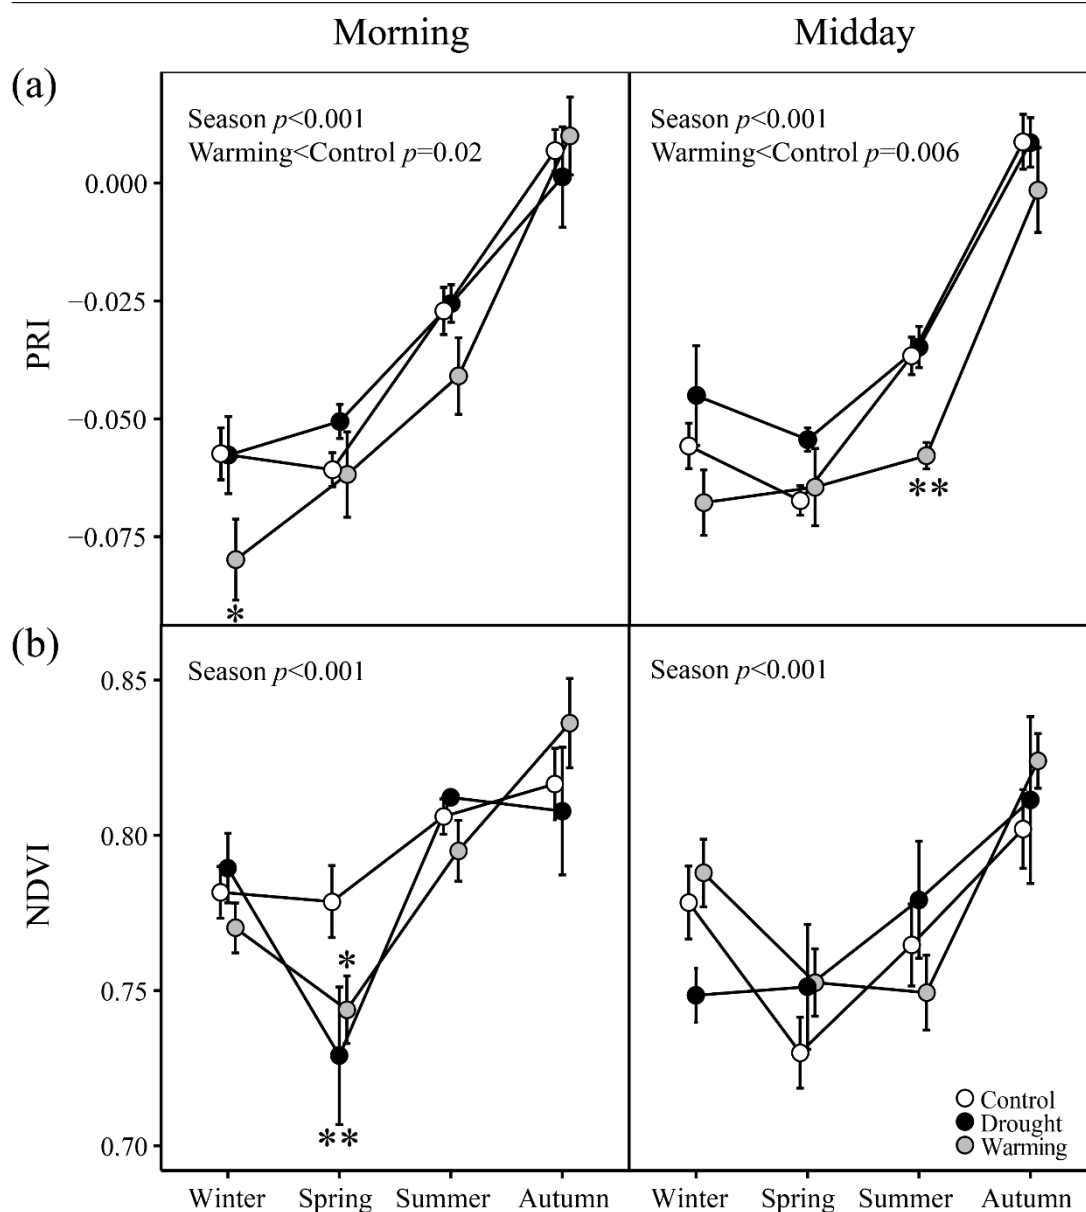 Morning
Midday
(a)
Season p<0.001
Warming<Control p=0.02
Season p<0.001
Warming<Control p=0.006
0.000
−0.025
−0.050
−0.075
PRI
*
**
(b)
Season p<0.001
Season p<0.001
0.85
0.80
0.75
0.70
NDVI
*
**
Control
Drought
Warming
Winter Spring Summer Autumn
Winter Spring Summer Autumn